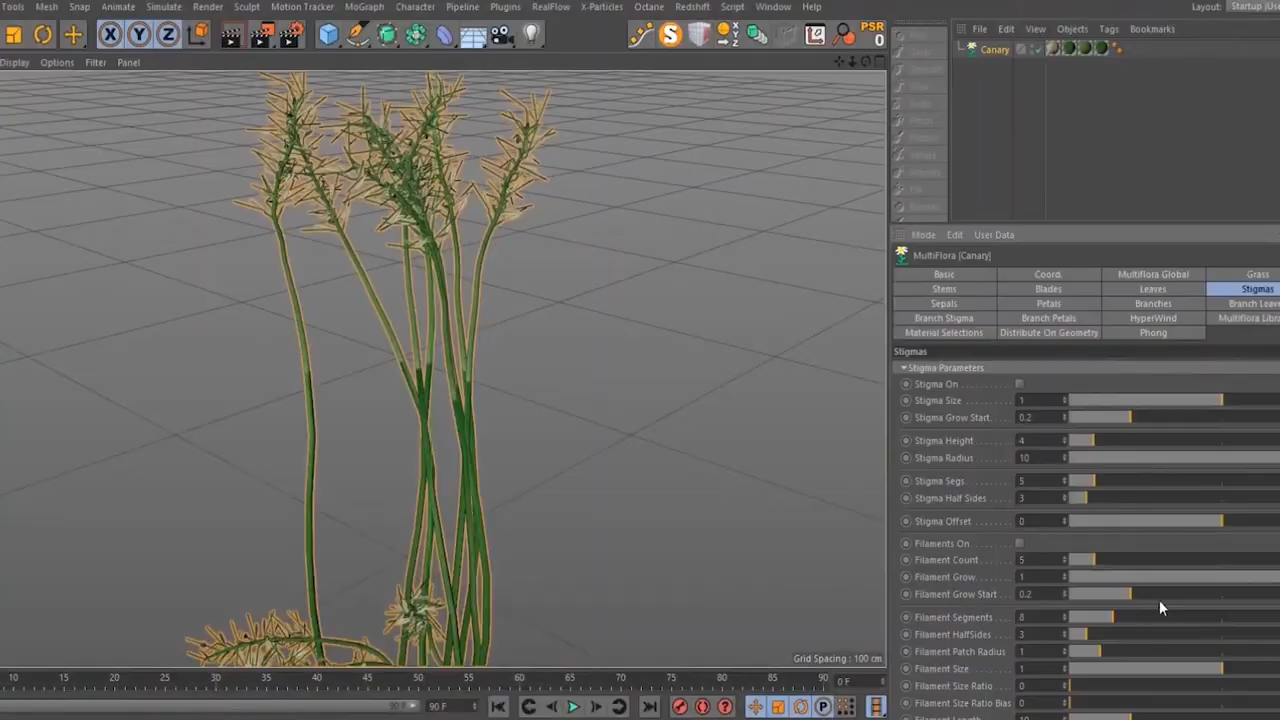 Tools Mesh Snap Animate Simulate Render Sculpt Motion Tracker MoGraph Character Pipeline Plugins RealFlow X-Particles Octane Redshift Script Window Help Layout: Startup (Use
X Y Z PSR
0
File Edit View Objects Tags Bookmarks
Canary
Display Options Filter Panel
Mode Edit User Data
MultiFlora [Canary]
Basic Coord. Multiflora Global Grass
Stems Blades Leaves Stigmas
Sepals Petals Branches Branch Leave
Branch Stigma Branch Petals HyperWind Multiflora Libra
Material Selections Distribute On Geometry Phong
Stigmas
Stigma Parameters
Stigma On
Stigma Size 1
Stigma Grow Start 0.2
Stigma Height 4
Stigma Radius 10
Stigma Segs 5
Stigma Half Sides 3
Stigma Offset 0
Filaments On
Filament Count 5
Filament Grow 1
Filament Grow Start 0.2
Filament Segments 8
Filament HalfSides 3
Filament Patch Radius 1
Filament Size 1
Filament Size Ratio 0
Filament Size Ratio Bias 0
Filament Length 10
Grid Spacing : 100 cm
10 15 20 25 30 35 40 45 50 55 60 65 70 75 80 85 90 0 F
90 F 90 F